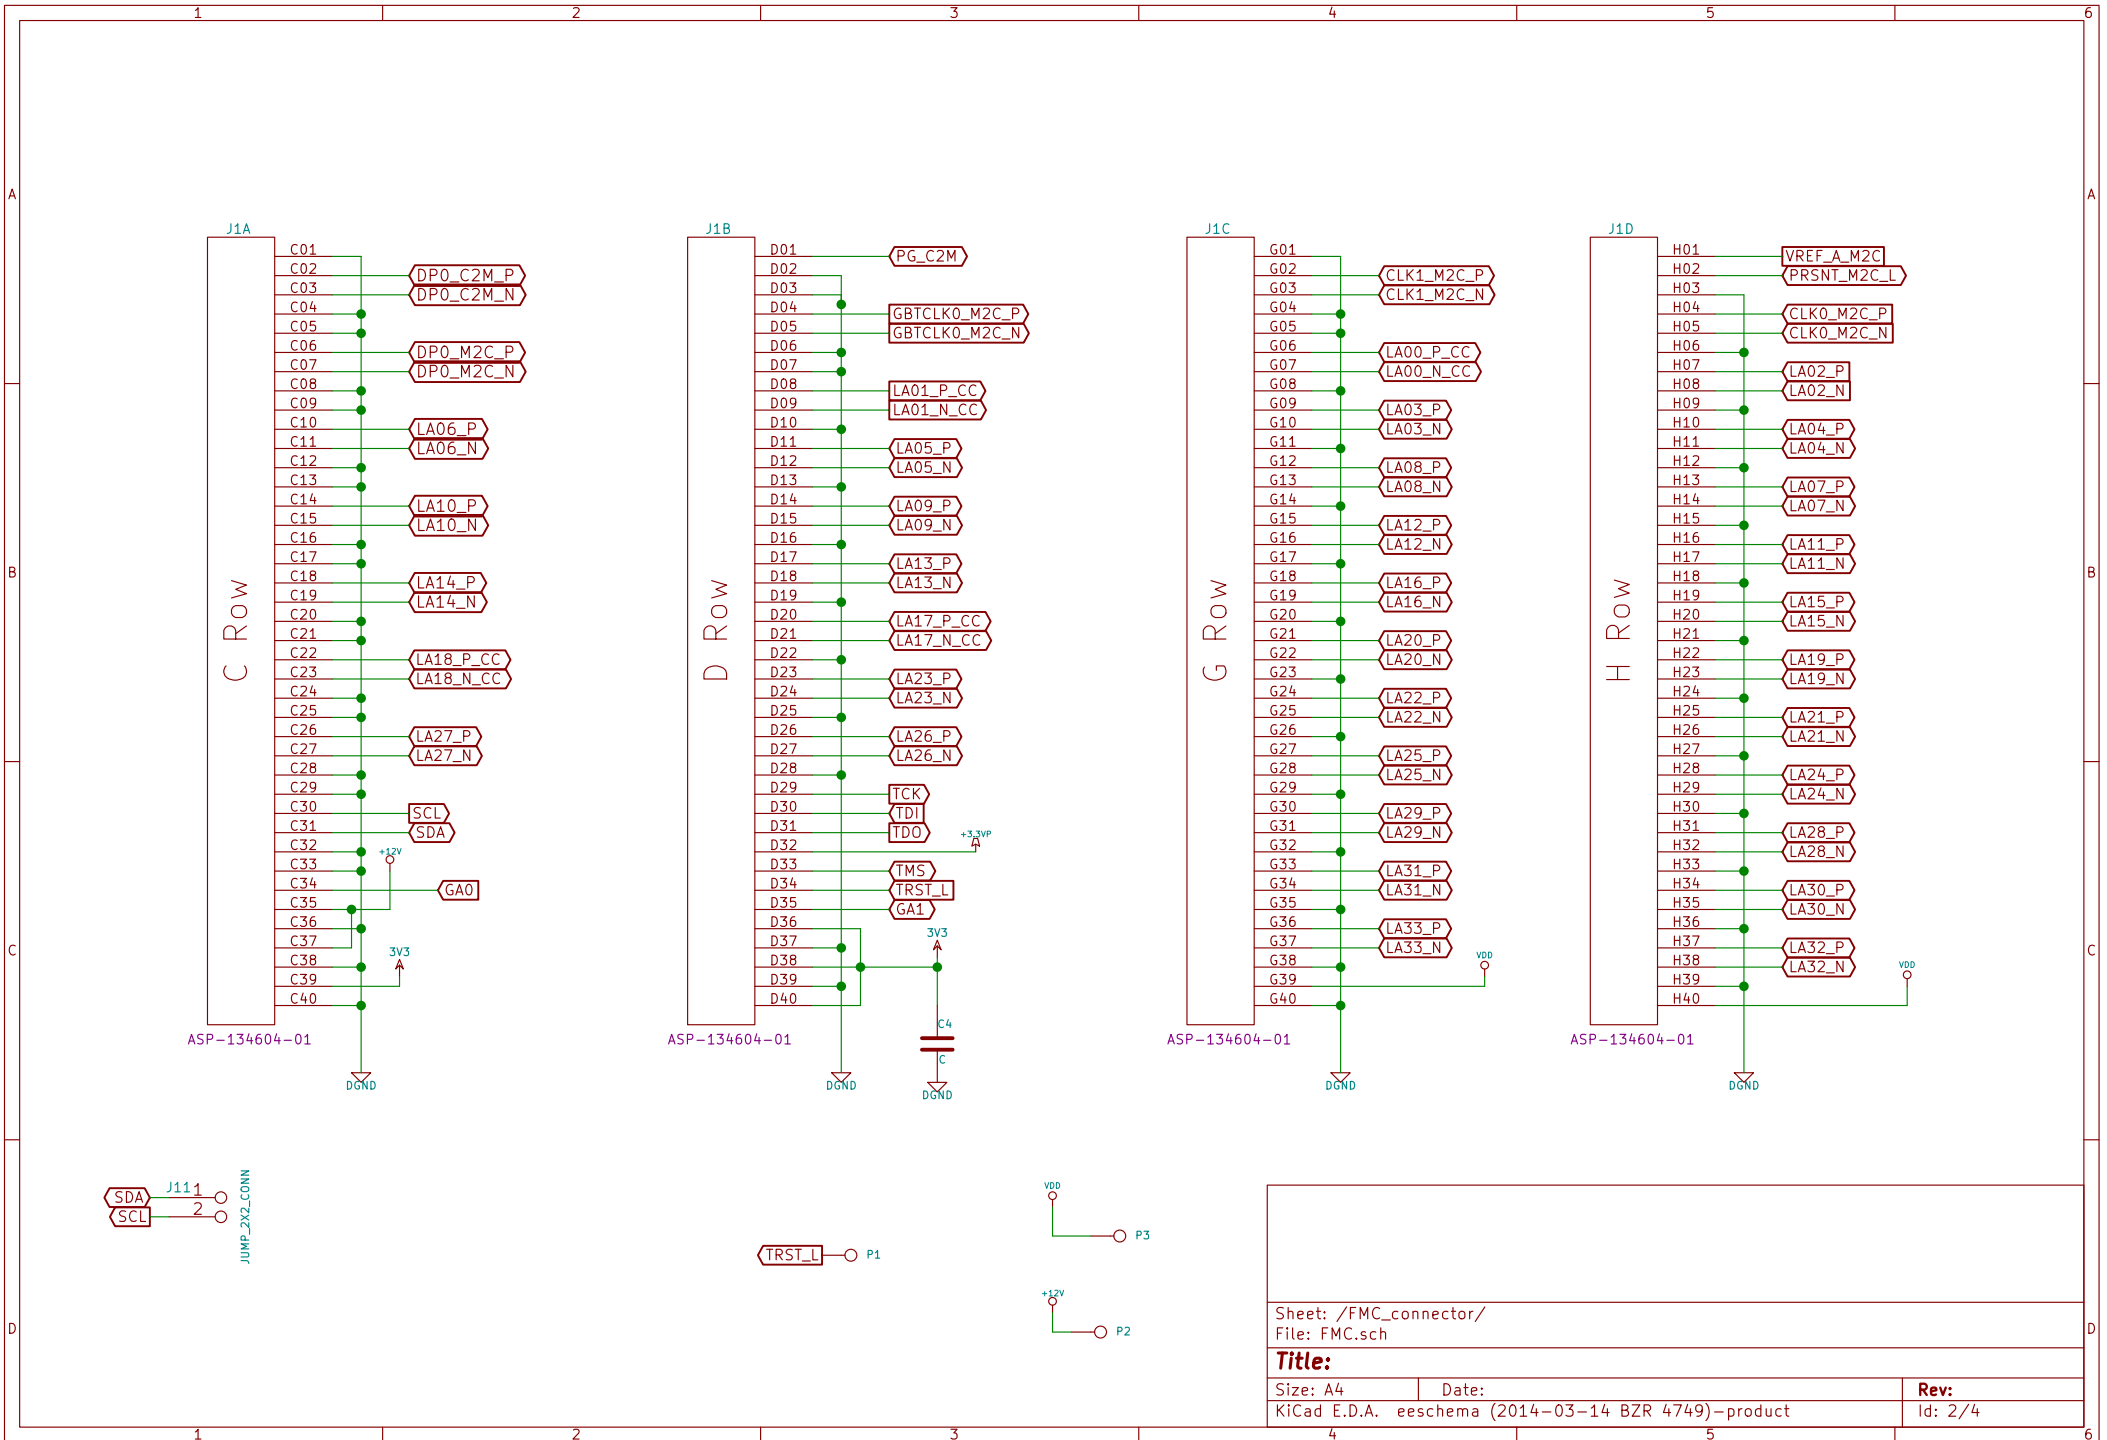 1 2 3 4 5 6
A A
B B
C C
D D
J1A
C01
C02 DP0_C2M_P
C03 DP0_C2M_N
C04
C05
C06 DP0_M2C_P
C07 DP0_M2C_N
C08
C09
C10 LA06_P
C11 LA06_N
C12
C13
C14 LA10_P
C15 LA10_N
C16
C17
C18 LA14_P
C19 LA14_N
C20
C21
C22 LA18_P_CC
C23 LA18_N_CC
C24
C25
C26 LA27_P
C27 LA27_N
C28
C29
C30 SCL
C31 SDA
C32
+12V
C33
C34 GA0
C35
C36
C37
3V3
C38
C39
C40
C Row
ASP-134604-01
DGND
J1B
D01 PG_C2M
D02
D03
D04 GBTCLK0_M2C_P
D05 GBTCLK0_M2C_N
D06
D07
D08 LA01_P_CC
D09 LA01_N_CC
D10
D11 LA05_P
D12 LA05_N
D13
D14 LA09_P
D15 LA09_N
D16
D17 LA13_P
D18 LA13_N
D19
D20 LA17_P_CC
D21 LA17_N_CC
D22
D23 LA23_P
D24 LA23_N
D25
D26 LA26_P
D27 LA26_N
D28
D29 TCK
D30 TDI
D31 TDO
+3.3VP
D32
D33 TMS
D34 TRST_L
D35 GA1
D36
3V3
D37
D38
D39
D40
D Row
ASP-134604-01
C4
C
DGND
DGND
J1C
G01
G02 CLK1_M2C_P
G03 CLK1_M2C_N
G04
G05
G06 LA00_P_CC
G07 LA00_N_CC
G08
G09 LA03_P
G10 LA03_N
G11
G12 LA08_P
G13 LA08_N
G14
G15 LA12_P
G16 LA12_N
G17
G18 LA16_P
G19 LA16_N
G20
G21 LA20_P
G22 LA20_N
G23
G24 LA22_P
G25 LA22_N
G26
G27 LA25_P
G28 LA25_N
G29
G30 LA29_P
G31 LA29_N
G32
G33 LA31_P
G34 LA31_N
G35
G36 LA33_P
G37 LA33_N
VDD
G38
G39
G40
G Row
ASP-134604-01
DGND
J1D
H01 VREF_A_M2C
H02 PRSNT_M2C_L
H03
H04 CLK0_M2C_P
H05 CLK0_M2C_N
H06
H07 LA02_P
H08 LA02_N
H09
H10 LA04_P
H11 LA04_N
H12
H13 LA07_P
H14 LA07_N
H15
H16 LA11_P
H17 LA11_N
H18
H19 LA15_P
H20 LA15_N
H21
H22 LA19_P
H23 LA19_N
H24
H25 LA21_P
H26 LA21_N
H27
H28 LA24_P
H29 LA24_N
H30
H31 LA28_P
H32 LA28_N
H33
H34 LA30_P
H35 LA30_N
H36
H37 LA32_P
H38 LA32_N
VDD
H39
H40
H Row
ASP-134604-01
DGND
SDA J11 1
SCL 2
JUMP_2X2_CONN
TRST_L P1
VDD
P3
+12V
P2
Sheet: /FMC_connector/
File: FMC.sch
Title:
Size: A4 Date: Rev:
KiCad E.D.A. eeschema (2014-03-14 BZR 4749)-product Id: 2/4
1 2 3 4 5 6